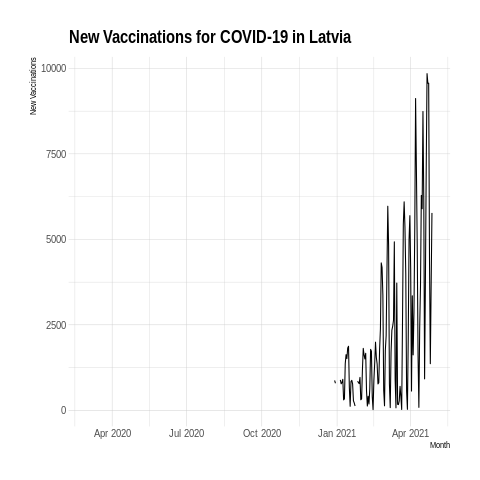 New Vaccinations for COVID-19 in Latvia
New Vaccinations
10000
7500
5000
2500
0
Apr 2020 Jul 2020 Oct 2020 Jan 2021 Apr 2021
Month